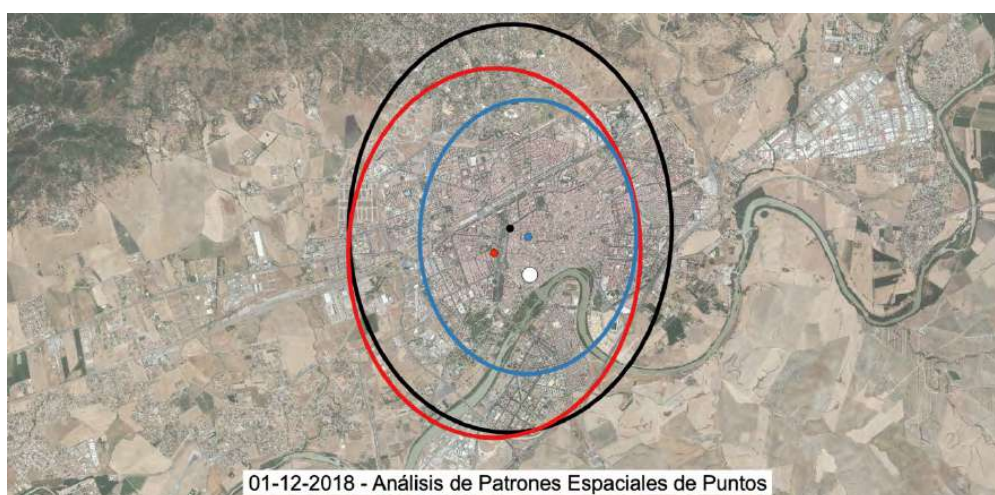 01-12-2018 - Análisis de Patrones Espaciales de Puntos